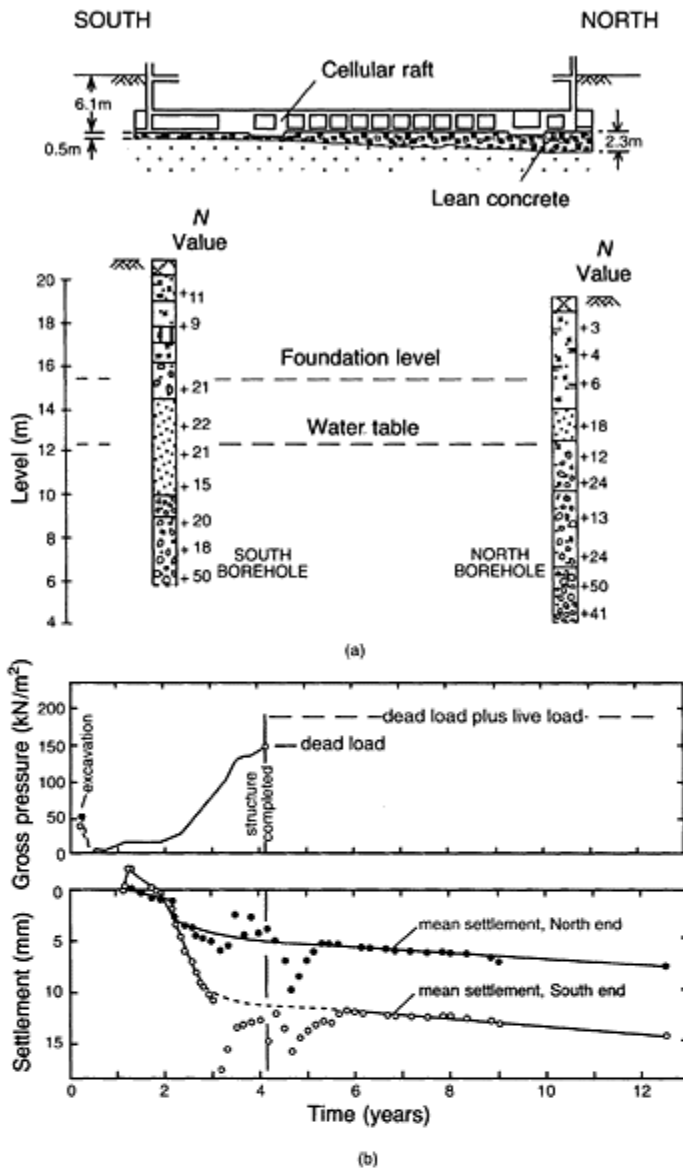 SOUTH
NORTH
Cellular raft
6.1m
0.5m
2.3m
Lean concrete
N
Value
N
Value
20
18
16
14
12
10
8
6
4
Level (m)
+11
+9
+21
+22
+21
+15
+20
+18
+50
Foundation level
Water table
SOUTH
BOREHOLE
NORTH
BOREHOLE
+3
+4
+6
+18
+12
+24
+13
+24
+50
+41
(a)
Gross pressure (kN/m²)
200
150
100
50
0
excavation
dead load plus live load
dead load
structure
completed
Settlement (mm)
0
5
10
15
mean settlement, North end
mean settlement, South end
0
2
4
6
8
10
12
Time (years)
(b)